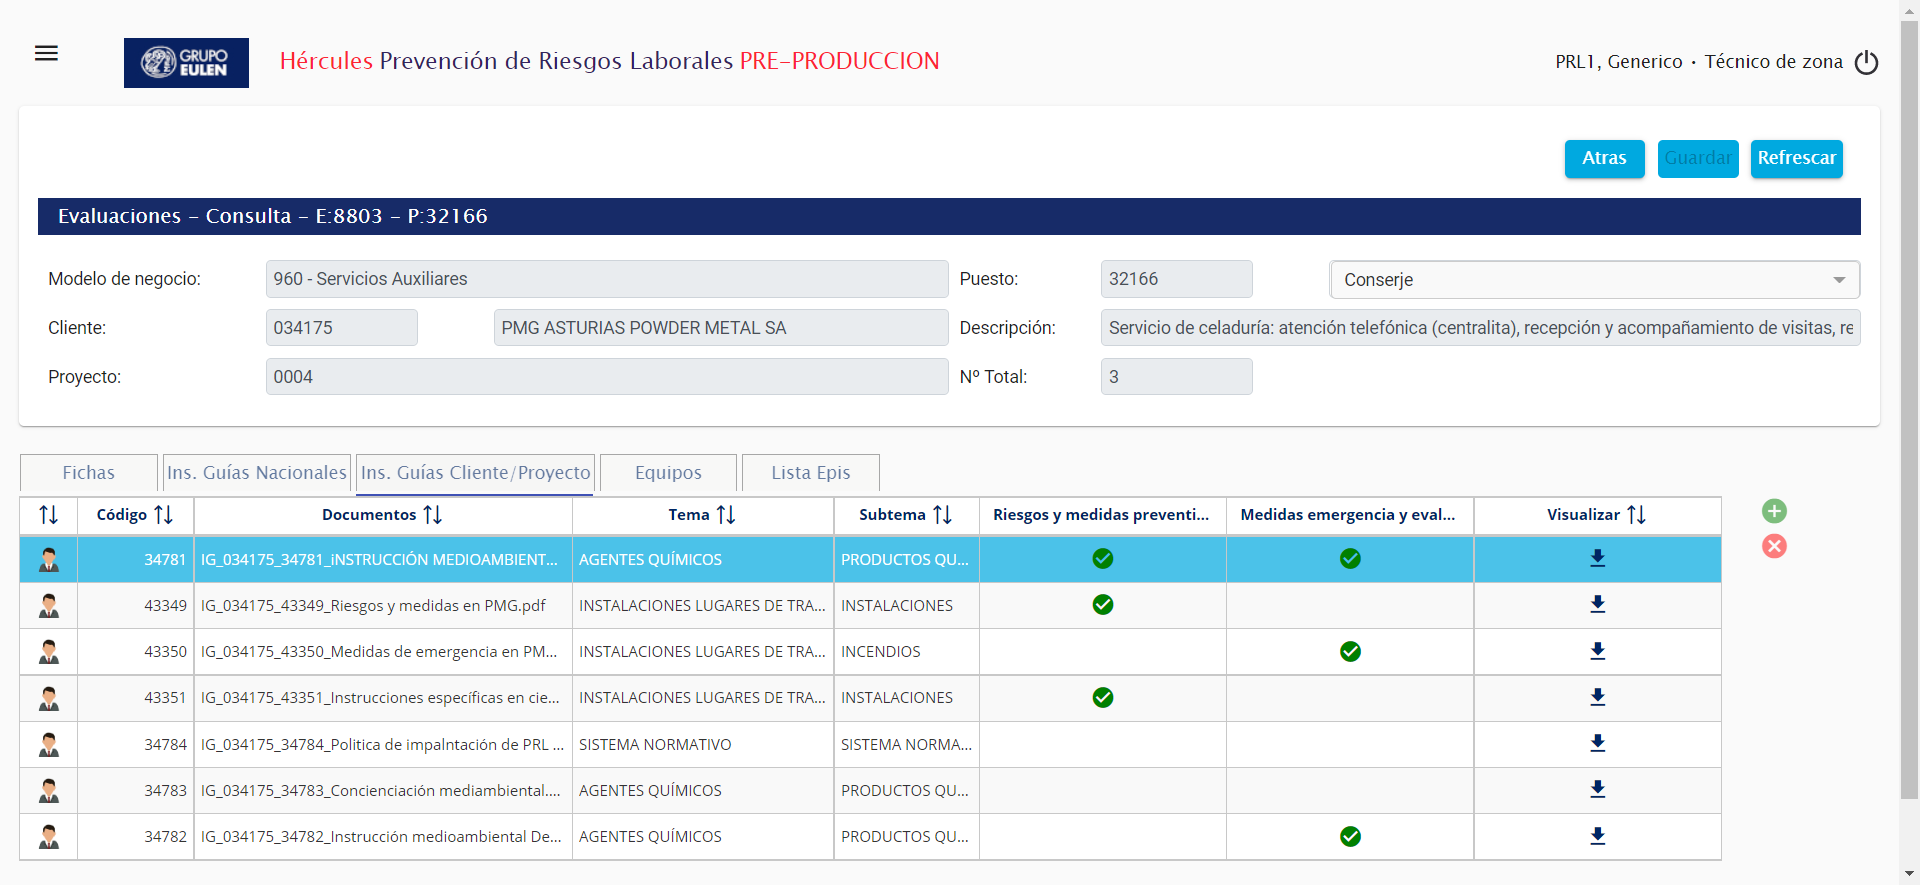 GRUPO
EULEN
Hércules Prevención de Riesgos Laborales PRE-PRODUCCION
PRL1, Generico · Técnico de zona
Atras
Guardar
Refrescar
Evaluaciones - Consulta - E:8803 - P:32166
Modelo de negocio: 960 - Servicios Auxiliares Puesto: 32166 Conserje
Cliente: 034175 PMG ASTURIAS POWDER METAL SA Descripción: Servicio de celaduría: atención telefónica (centralita), recepción y acompañamiento de visitas, re
Proyecto: 0004 Nº Total: 3
Fichas Ins. Guías Nacionales Ins. Guías Cliente/Proyecto Equipos Lista Epis
Código Documentos Tema Subtema Riesgos y medidas preventi... Medidas emergencia y eval... Visualizar
34781 IG_034175_34781_iNSTRUCCIÓN MEDIOAMBIENT... AGENTES QUÍMICOS PRODUCTOS QU...
43349 IG_034175_43349_Riesgos y medidas en PMG.pdf INSTALACIONES LUGARES DE TRA... INSTALACIONES
43350 IG_034175_43350_Medidas de emergencia en PM... INSTALACIONES LUGARES DE TRA... INCENDIOS
43351 IG_034175_43351_Instrucciones específicas en cie... INSTALACIONES LUGARES DE TRA... INSTALACIONES
34784 IG_034175_34784_Politica de impalntación de PRL ... SISTEMA NORMATIVO SISTEMA NORMA...
34783 IG_034175_34783_Concienciación mediambiental.... AGENTES QUÍMICOS PRODUCTOS QU...
34782 IG_034175_34782_Instrucción medioambiental De... AGENTES QUÍMICOS PRODUCTOS QU...